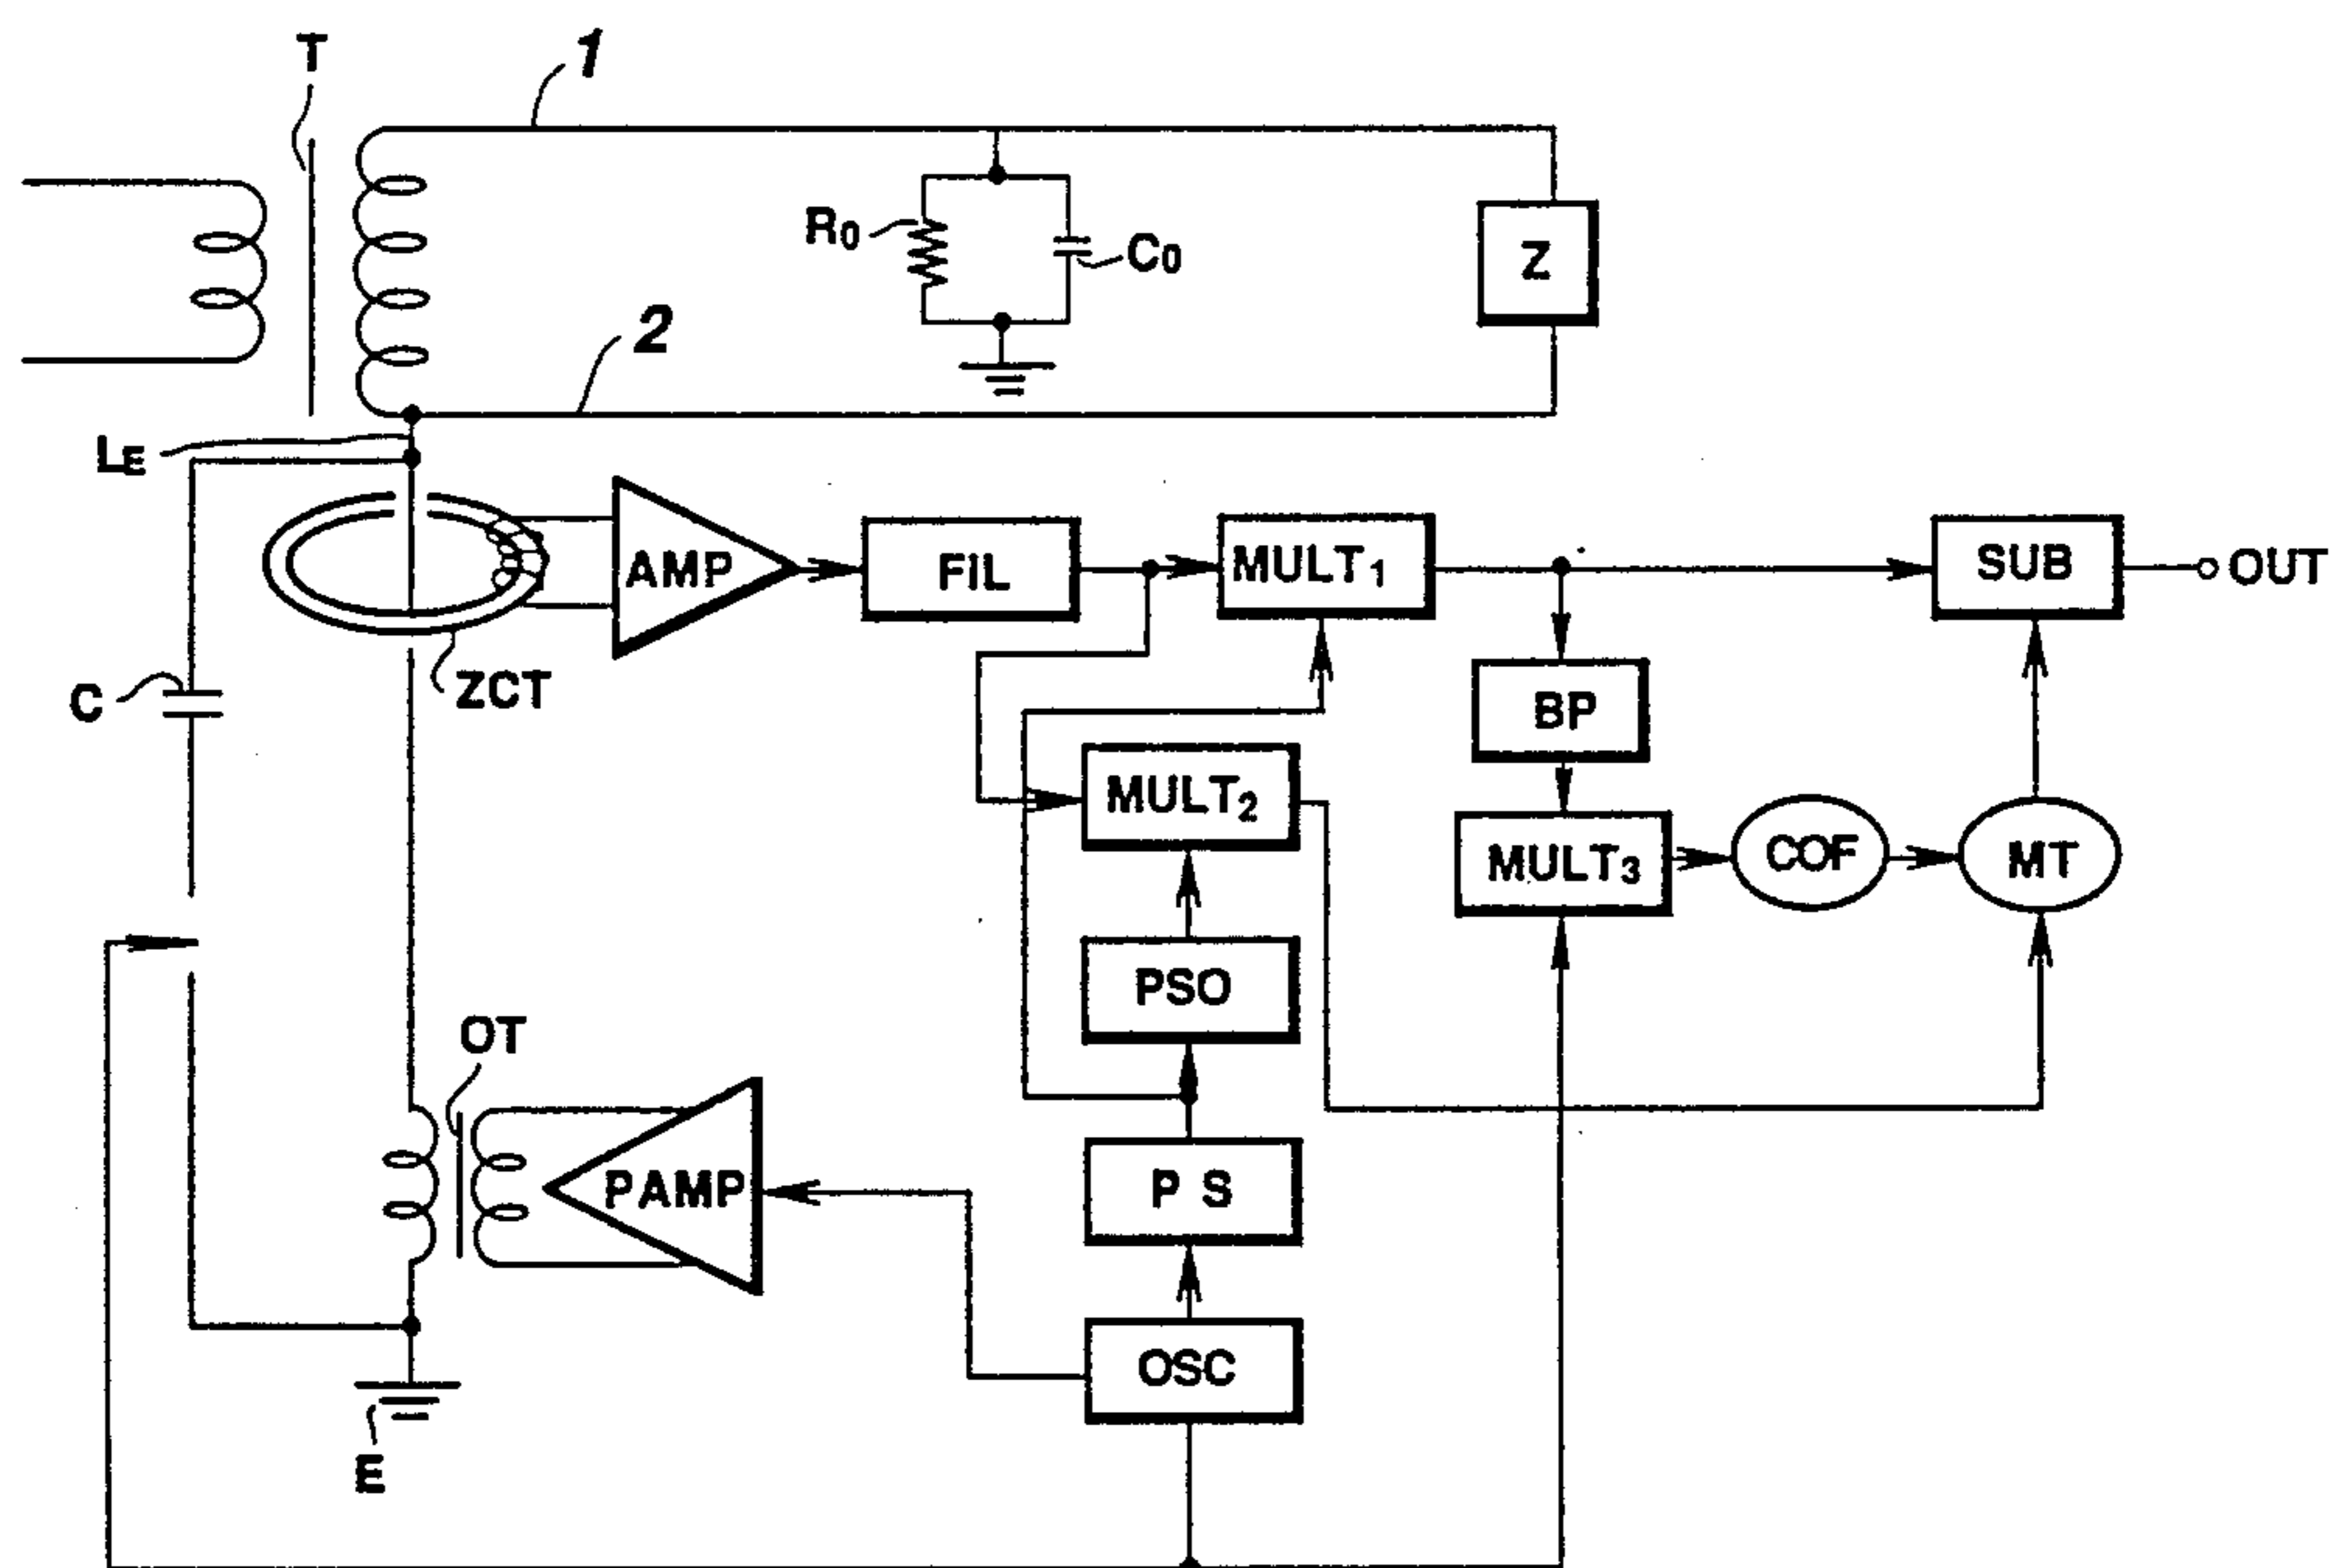 T
1
R0
C0
Z
2
LE
AMP
FIL
MULT1
SUB
OUT
ZCT
C
BP
MULT2
MULT3
COF
MT
PSO
OT
PAMP
P S
OSC
E